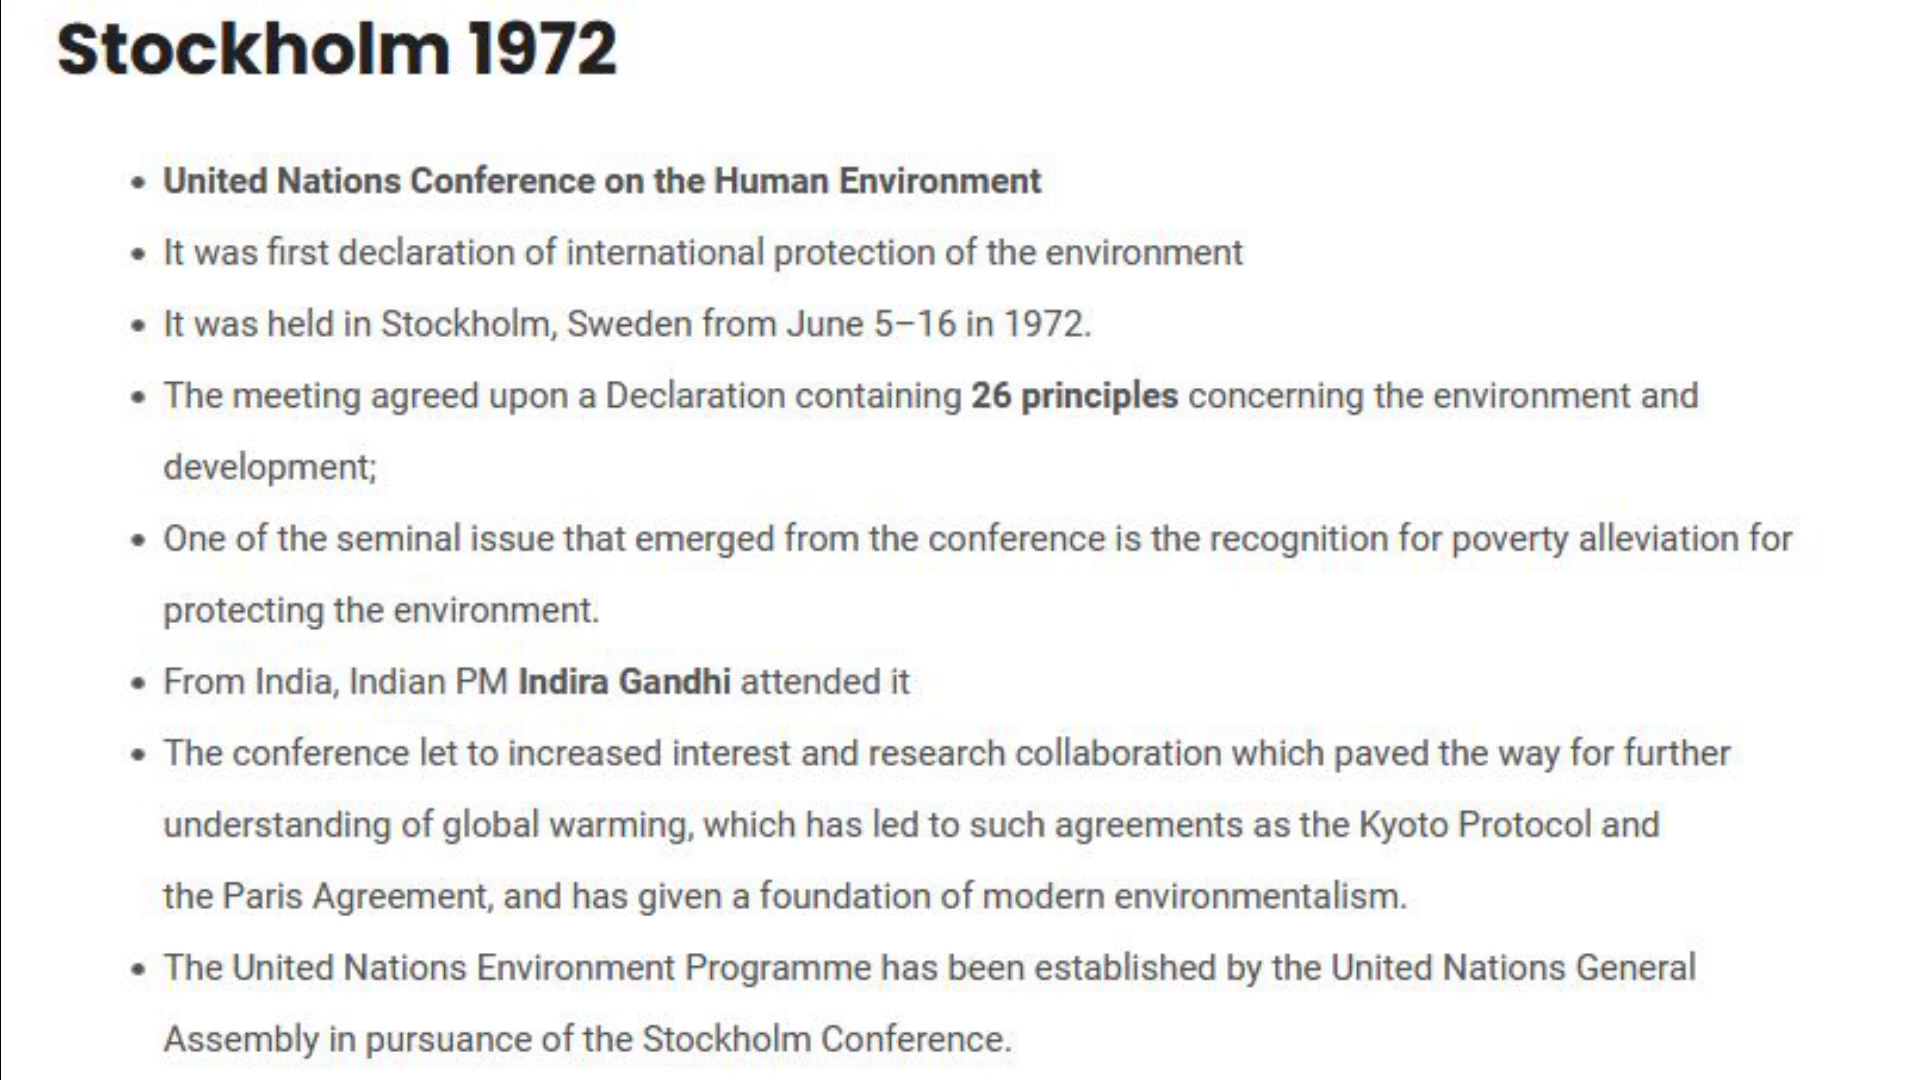 Stockholm 1972
• United Nations Conference on the Human Environment
• It was first declaration of international protection of the environment
• It was held in Stockholm, Sweden from June 5–16 in 1972.
• The meeting agreed upon a Declaration containing 26 principles concerning the environment and
development;
• One of the seminal issue that emerged from the conference is the recognition for poverty alleviation for
protecting the environment.
• From India, Indian PM Indira Gandhi attended it
• The conference let to increased interest and research collaboration which paved the way for further
understanding of global warming, which has led to such agreements as the Kyoto Protocol and
the Paris Agreement, and has given a foundation of modern environmentalism.
• The United Nations Environment Programme has been established by the United Nations General
Assembly in pursuance of the Stockholm Conference.